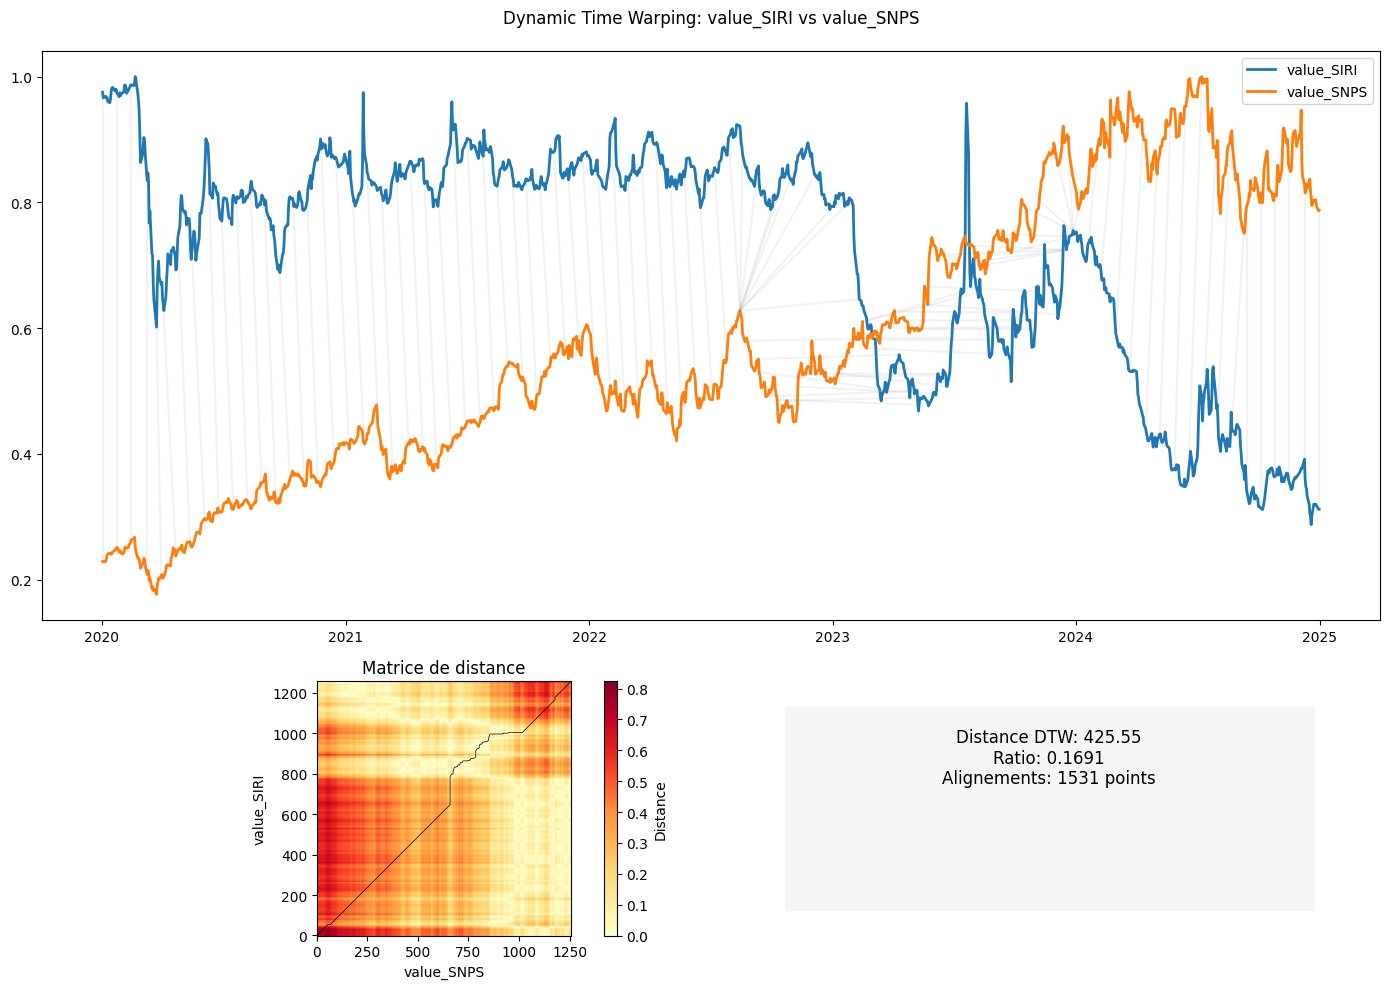 Dynamic Time Warping: value_SIRI vs value_SNPS
value_SIRI
value_SNPS
1.0
0.8
0.6
0.4
0.2
2020 2021 2022 2023 2024 2025
Matrice de distance
value_SIRI
1200
1000
800
600
400
200
0
0 250 500 750 1000 1250
value_SNPS
0.8
0.7
0.6
0.5
0.4
0.3
0.2
0.1
0.0
Distance
Distance DTW: 425.55
Ratio: 0.1691
Alignements: 1531 points